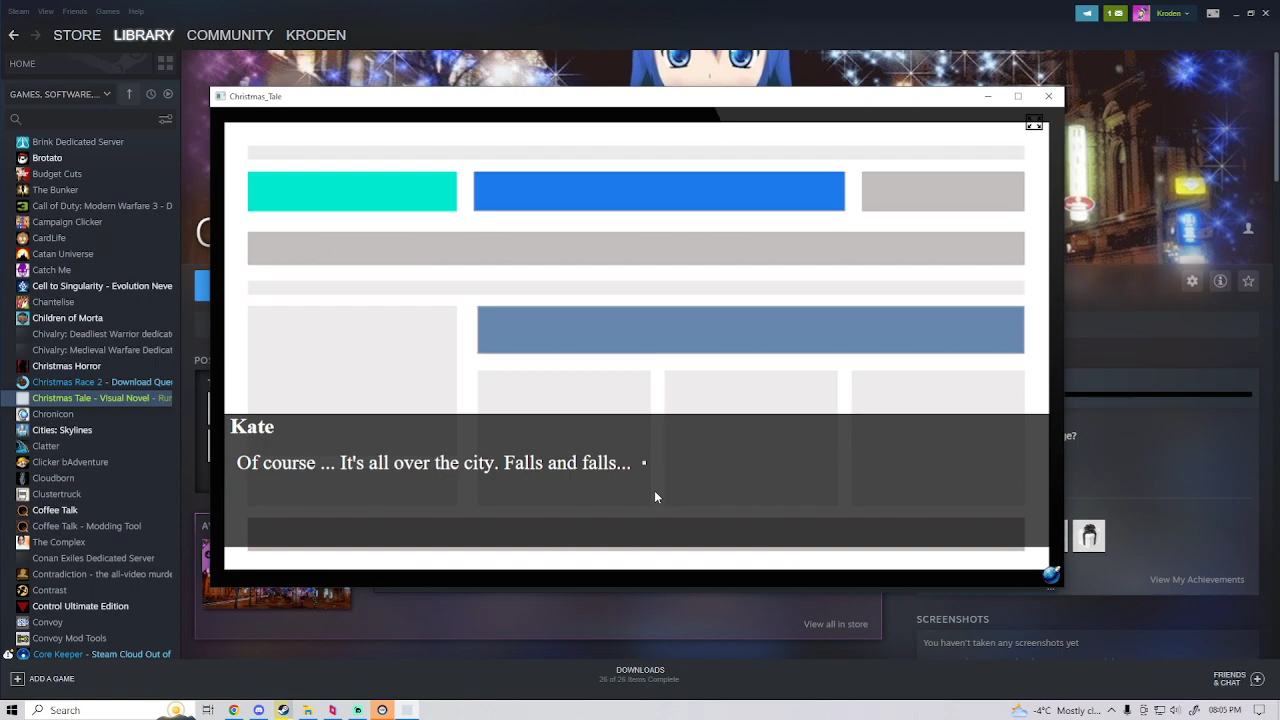 Steam View Friends Games Help
1
Kroden
STORE LIBRARY COMMUNITY KRODEN
HOME
GAMES, SOFTWARE...
Christmas_Tale
Brink Dedicated Server
Brotato
Budget Cuts
The Bunker
Call of Duty: Modern Warfare 3 - D
Campaign Clicker
CardLife
Catan Universe
Catch Me
Cell to Singularity - Evolution Neve
Chantelise
Children of Morta
Chivalry: Deadliest Warrior dedicat
Chivalry: Medieval Warfare Dedicat
Christmas Horror
Christmas Race 2 - Download Que
Christmas Tale - Visual Novel - Run
Chronicon
Cities: Skylines
Clatter
Clicker bAdventure
Cloudborn
Clustertruck
Coffee Talk
Coffee Talk - Modding Tool
The Complex
Conan Exiles Dedicated Server
Contradiction - the all-video murde
Contrast
Control Ultimate Edition
Convoy
Convoy Mod Tools
Core Keeper - Steam Cloud Out of
Kate
Of course ... It's all over the city. Falls and falls...
ge?
View My Achievements
View all in store
SCREENSHOTS
You haven't taken any screenshots yet
ADD A GAME
DOWNLOADS
26 of 26 Items Complete
FRIENDS
& CHAT
Search
-4°C Mostly c...
08:05 PM